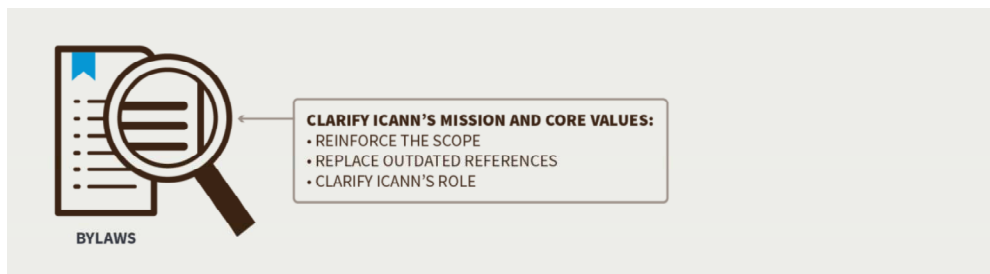 CLARIFY ICANN’S MISSION AND CORE VALUES:
• REINFORCE THE SCOPE
• REPLACE OUTDATED REFERENCES
• CLARIFY ICANN’S ROLE
BYLAWS